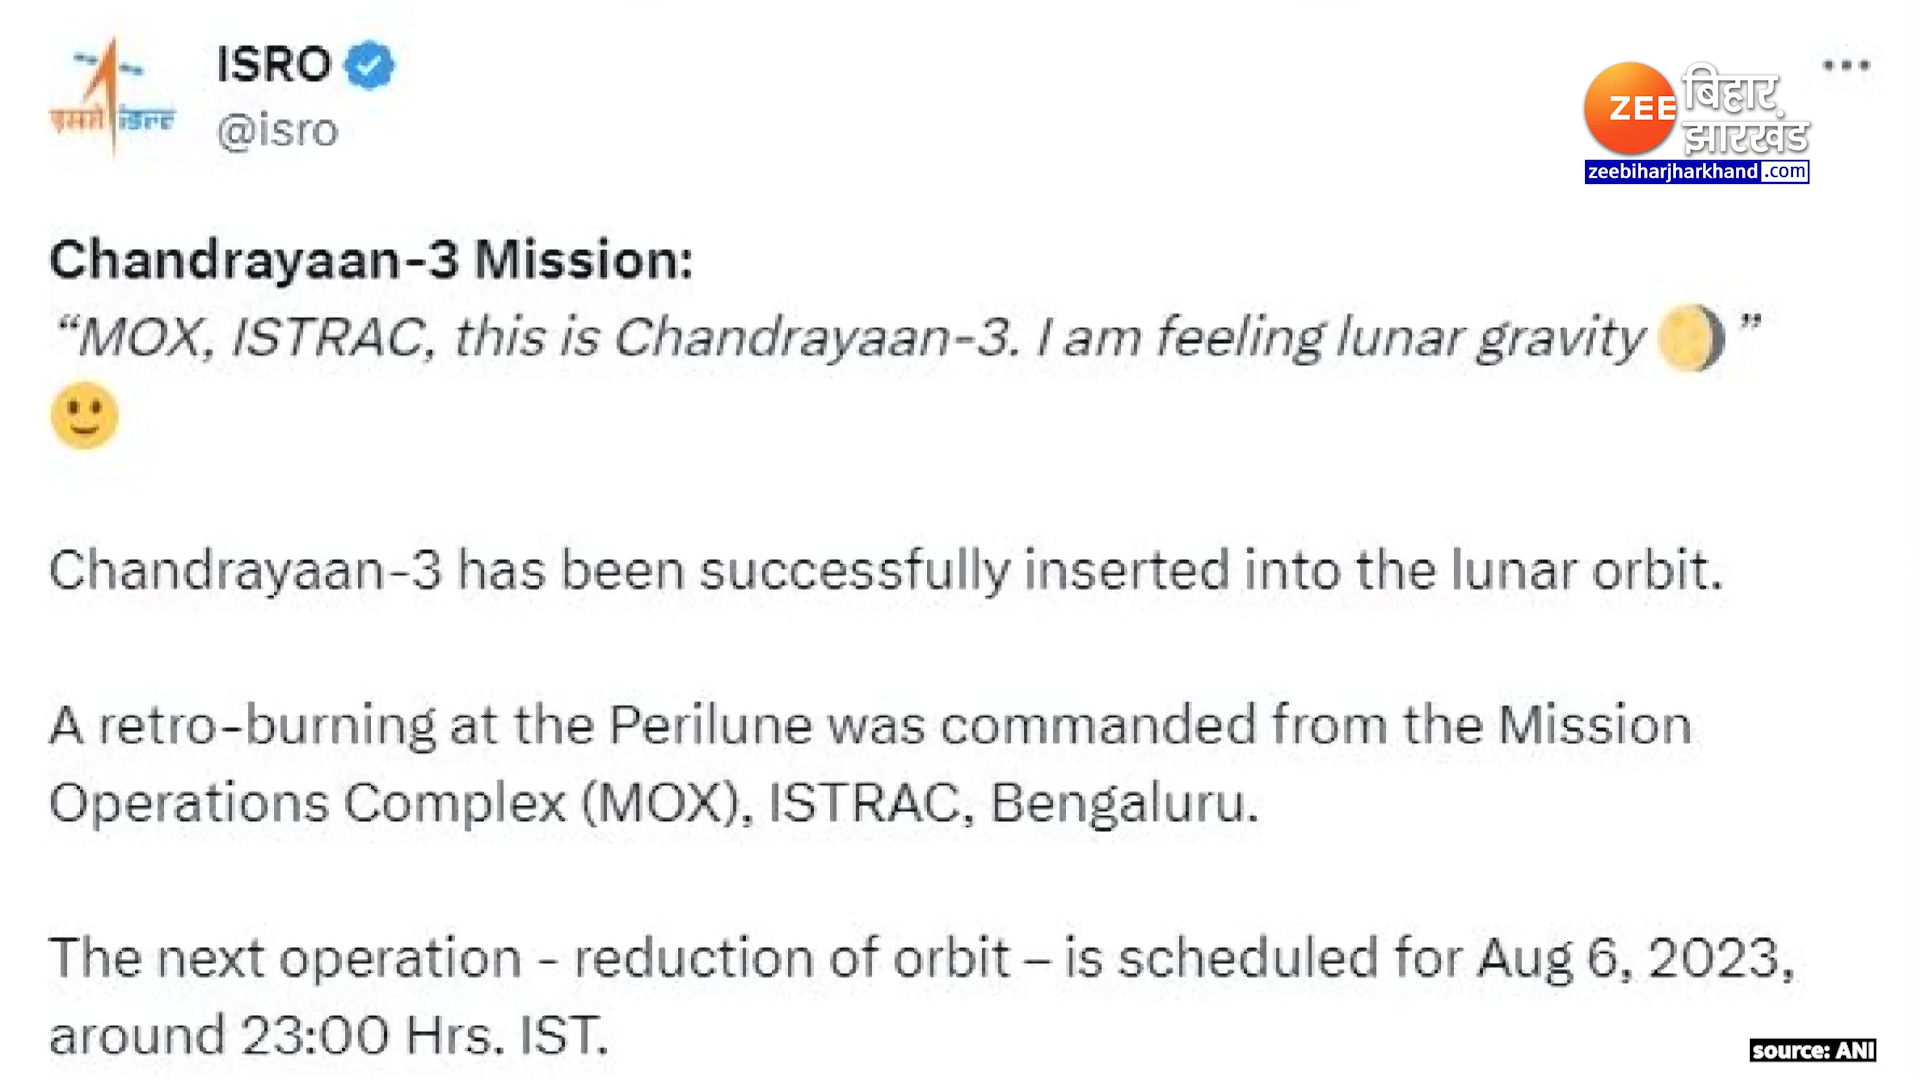 ISRO
@isro
ZEE बिहार झारखंड
zeebiharjharkhand.com
इसरो isro
Chandrayaan-3 Mission:
“MOX, ISTRAC, this is Chandrayaan-3. I am feeling lunar gravity 🌖”
🙂
Chandrayaan-3 has been successfully inserted into the lunar orbit.
A retro-burning at the Perilune was commanded from the Mission
Operations Complex (MOX), ISTRAC, Bengaluru.
The next operation - reduction of orbit – is scheduled for Aug 6, 2023,
around 23:00 Hrs. IST.
source: ANI